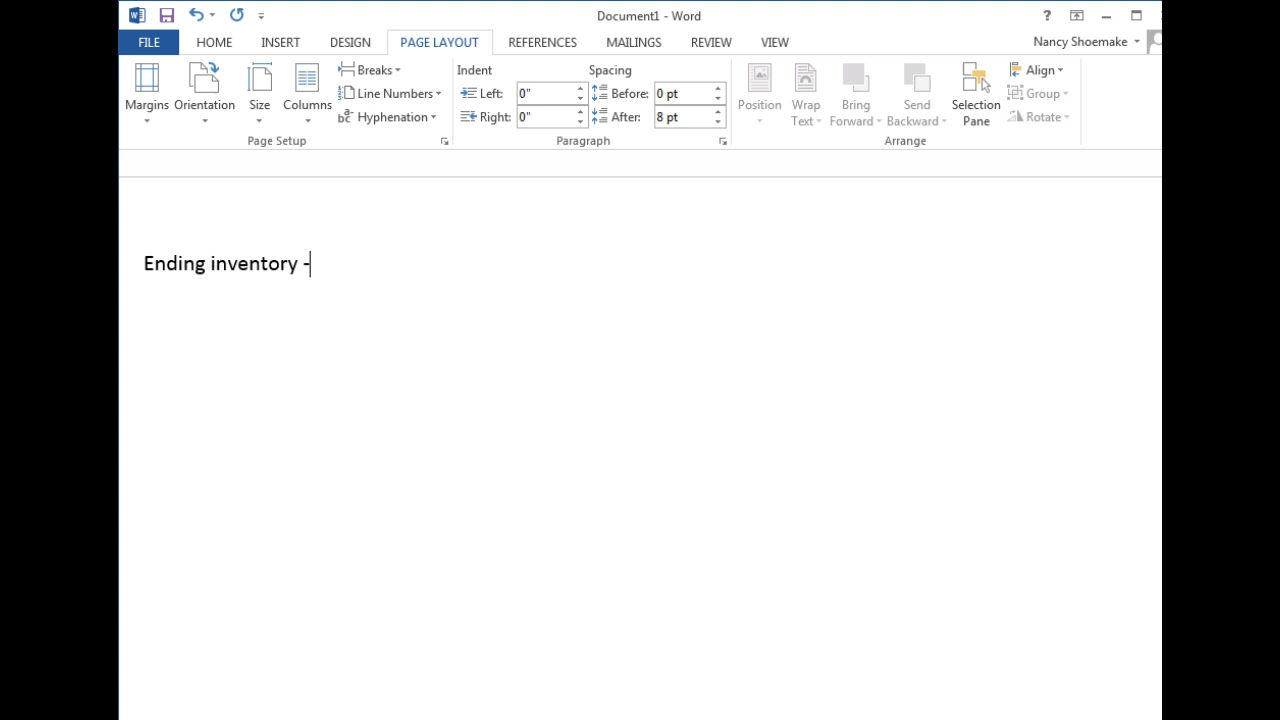 Document1 - Word
?
FILE HOME INSERT DESIGN PAGE LAYOUT REFERENCES MAILINGS REVIEW VIEW Nancy Shoemake
Margins
Orientation
Size
Columns
Breaks
Line Numbers
Hyphenation
Page Setup
Indent
Left: 0"
Right: 0"
Spacing
Before: 0 pt
After: 8 pt
Paragraph
Position
Wrap
Text
Bring
Forward
Send
Backward
Selection
Pane
Align
Group
Rotate
Arrange
Ending inventory -